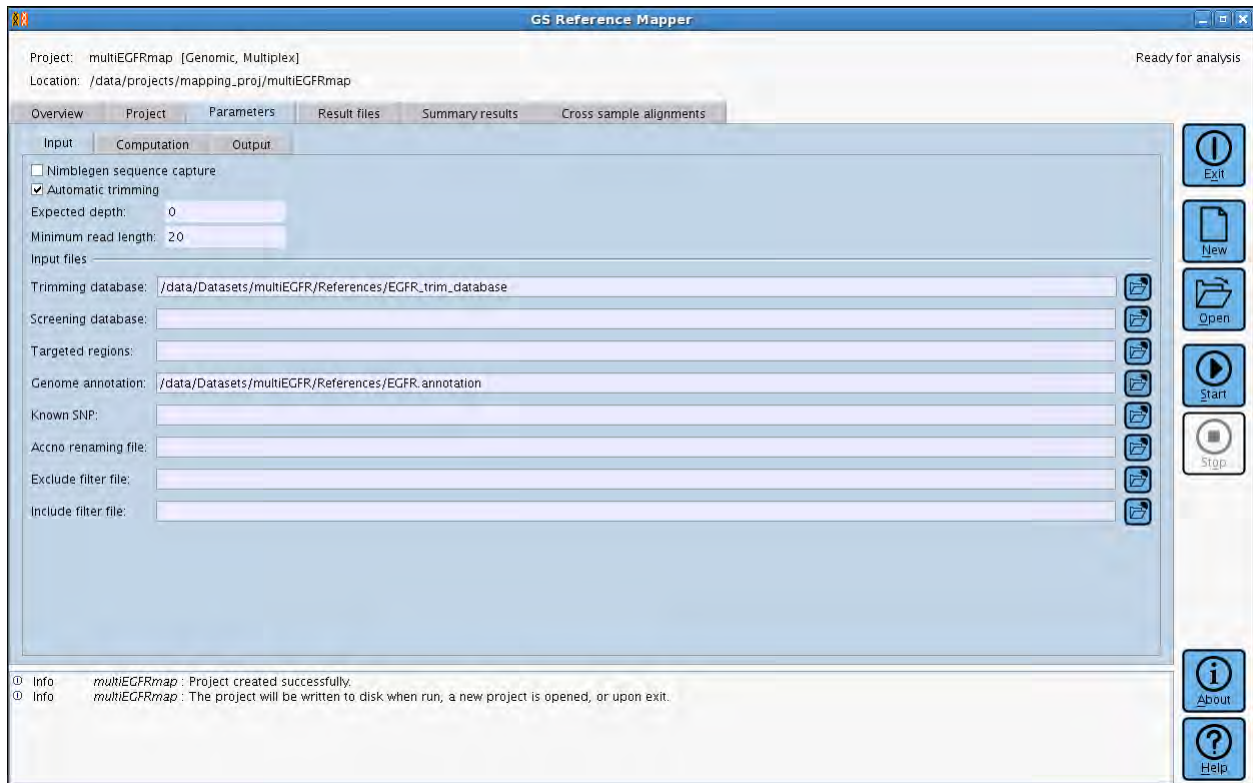 GS Reference Mapper
Project: multiEGFRmap [Genomic, Multiplex]
Ready for analysis
Location: /data/projects/mapping_proj/multiEGFRmap
Overview Project Parameters Result files Summary results Cross sample alignments
Input Computation Output
Nimblegen sequence capture
Automatic trimming
Expected depth: 0
Minimum read length: 20
Input files
Trimming database: /data/Datasets/multiEGFR/References/EGFR_trim_database
Screening database:
Targeted regions:
Genome annotation: /data/Datasets/multiEGFR/References/EGFR.annotation
Known SNP:
Accno renaming file:
Exclude filter file:
Include filter file:
Exit
New
Open
Start
Stop
Info multiEGFRmap : Project created successfully.
Info multiEGFRmap : The project will be written to disk when run, a new project is opened, or upon exit.
About
Help